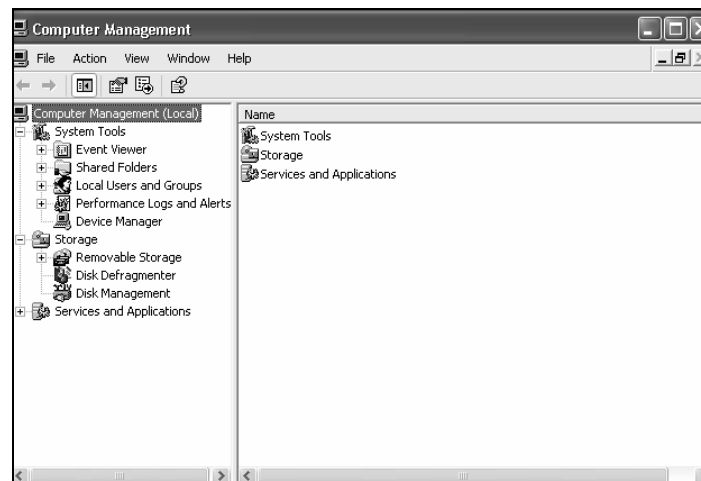 Computer Management
File Action View Window Help
Computer Management (Local)
System Tools
Event Viewer
Shared Folders
Local Users and Groups
Performance Logs and Alerts
Device Manager
Storage
Removable Storage
Disk Defragmenter
Disk Management
Services and Applications
Name
System Tools
Storage
Services and Applications